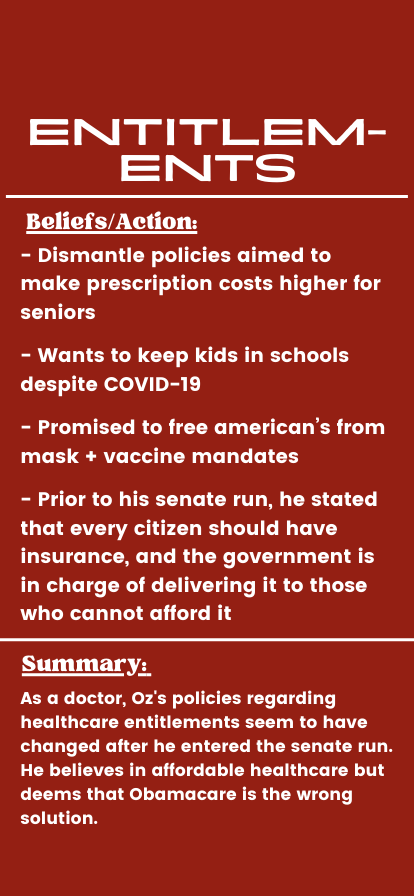 ENTITLEM-
ENTS
Beliefs/Action:
- Dismantle policies aimed to
make prescription costs higher for
seniors
- Wants to keep kids in schools
despite COVID-19
- Promised to free american's from
mask + vaccine mandates
- Prior to his senate run, he stated
that every citizen should have
insurance, and the government is
in charge of delivering it to those
who cannot afford it
Summary:
As a doctor, Oz's policies regarding
healthcare entitlements seem to have
changed after he entered the senate run.
He believes in affordable healthcare but
deems that Obamacare is the wrong
solution.